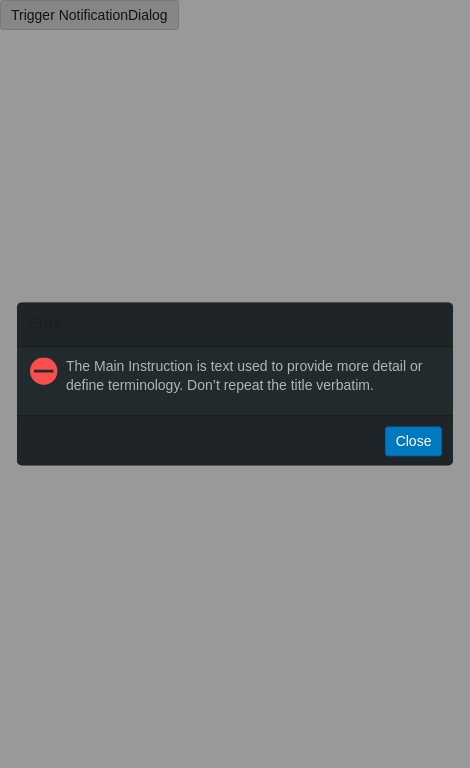 Trigger NotificationDialog
Error
The Main Instruction is text used to provide more detail or
define terminology. Don’t repeat the title verbatim.
Close